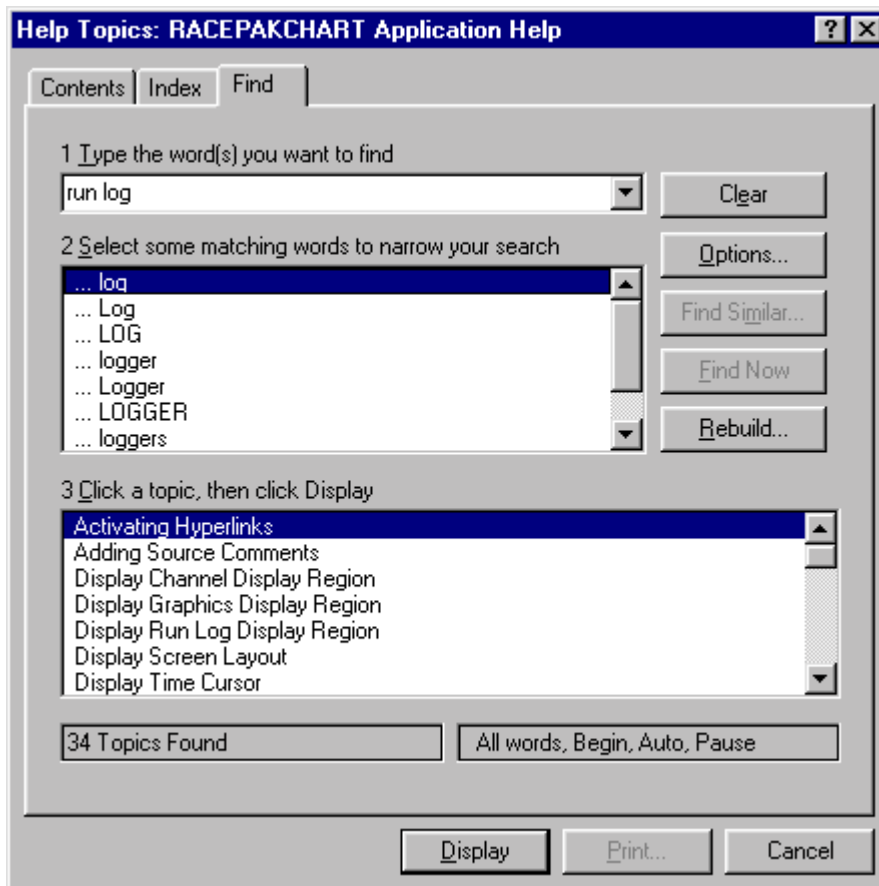 Help Topics: RACEPAKCHART Application Help
Contents Index Find
1 Type the word(s) you want to find
run log
Clear
2 Select some matching words to narrow your search
Options...
... log
... Log
... LOG
... logger
... Logger
... LOGGER
... loggers
Find Similar...
Find Now
Rebuild...
3 Click a topic, then click Display
Activating Hyperlinks
Adding Source Comments
Display Channel Display Region
Display Graphics Display Region
Display Run Log Display Region
Display Screen Layout
Display Time Cursor
34 Topics Found
All words, Begin, Auto, Pause
Display Print... Cancel